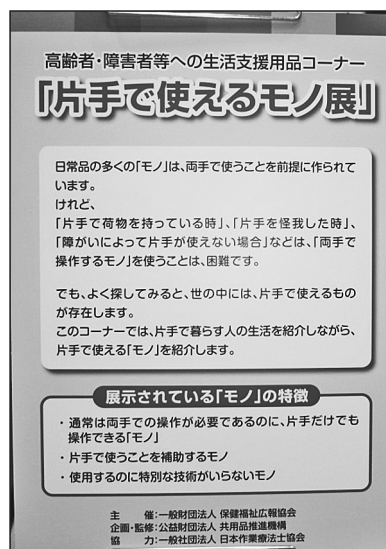 高齢者・障害者等への生活支援用品コーナー
「片手で使えるモノ展」
日常品の多くの「モノ」は、両手で使うことを前提に作られて
います。
けれど、
「片手で荷物を持っている時」、「片手を怪我した時」、
「障がいによって片手が使えない場合」などは、「両手で
操作するモノ」を使うことは、困難です。
でも、よく探してみると、世の中には、片手で使えるもの
が存在します。
このコーナーでは、片手で暮らす人の生活を紹介しながら、
片手で使える「モノ」を紹介します。
展示されている「モノ」の特徴
・通常は両手での操作が必要であるのに、片手だけでも
操作できる「モノ」
・片手で使うことを補助するモノ
・使用するのに特別な技術がいらないモノ
主 催:一般財団法人 保健福祉広報協会
企画・監修:公益財団法人 共用品推進機構
協 力:一般社団法人 日本作業療法士協会